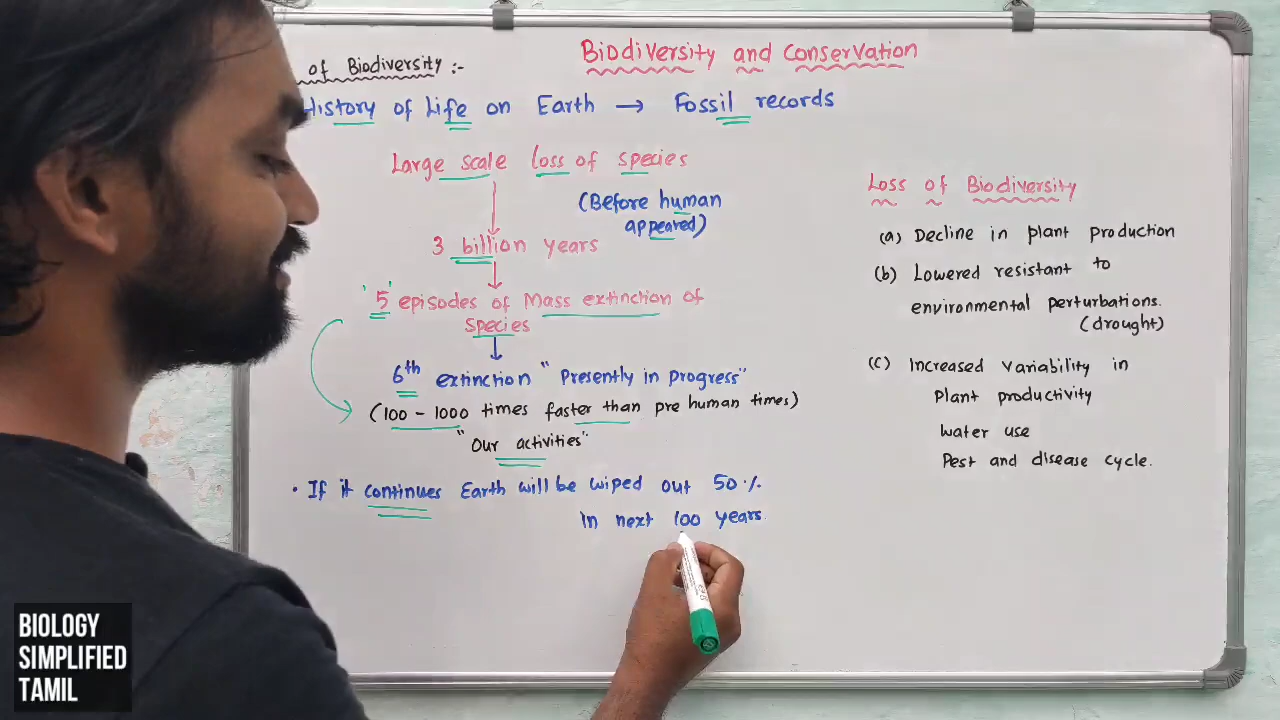 Biodiversity and Conservation
of Biodiversity :-
History of Life on Earth → Fossil records
Large scale loss of species
(Before human
appeared)
3 billion years
'5' episodes of Mass extinction of
species
6th extinction "Presently in progress"
(100 - 1000 times faster than pre human times)
"Our activities"
• If it continues Earth will be wiped out 50%
in next 100 years.
Loss of Biodiversity
(a) Decline in plant production
(b) Lowered resistant to
environmental perturbations.
(drought)
(c) Increased variability in
Plant productivity
water use
Pest and disease cycle.
BIOLOGY
SIMPLIFIED
TAMIL